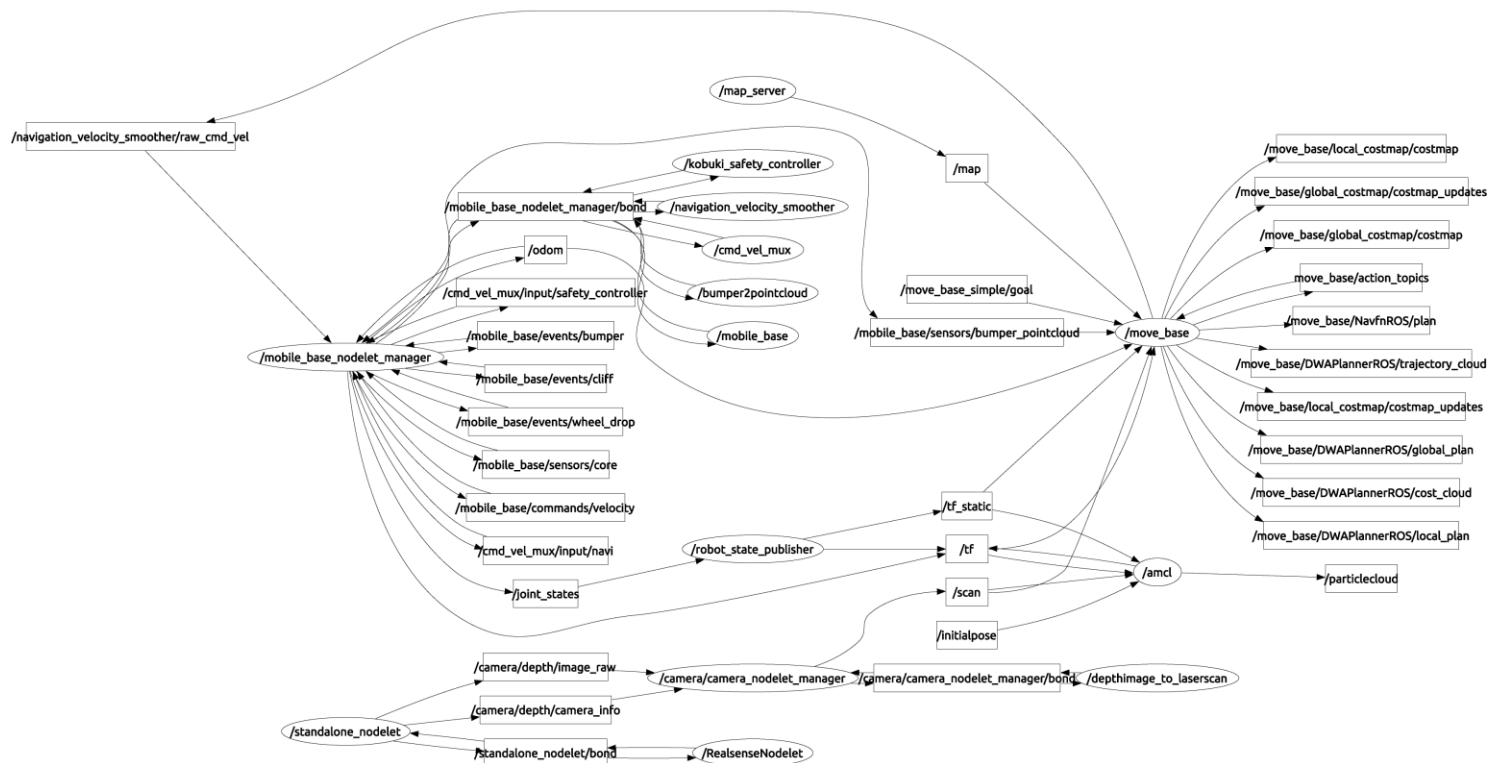 /map_server
/navigation_velocity_smoother/raw_cmd_vel
/move_base/local_costmap/costmap
/kobuki_safety_controller
/map
/move_base/global_costmap/costmap_updates
/mobile_base_nodelet_manager/bond
/navigation_velocity_smoother
/move_base/global_costmap/costmap
/odom
/cmd_vel_mux
move_base/action_topics
/cmd_vel_mux/input/safety_controller
/bumper2pointcloud
/move_base_simple/goal
/move_base/NavfnROS/plan
/mobile_base/events/bumper
/mobile_base
/mobile_base/sensors/bumper_pointcloud
/move_base
/mobile_base_nodelet_manager
/move_base/DWAPlannerROS/trajectory_cloud
/mobile_base/events/cliff
/move_base/local_costmap/costmap_updates
/mobile_base/events/wheel_drop
/move_base/DWAPlannerROS/global_plan
/mobile_base/sensors/core
/move_base/DWAPlannerROS/cost_cloud
/mobile_base/commands/velocity
/tf_static
/move_base/DWAPlannerROS/local_plan
/cmd_vel_mux/input/navi
/robot_state_publisher
/tf
/amcl
/particlecloud
/joint_states
/scan
/initialpose
/camera/depth/image_raw
/camera/camera_nodelet_manager
/camera/camera_nodelet_manager/bond
/depthimage_to_laserscan
/camera/depth/camera_info
/standalone_nodelet
/standalone_nodelet/bond
/RealsenseNodelet